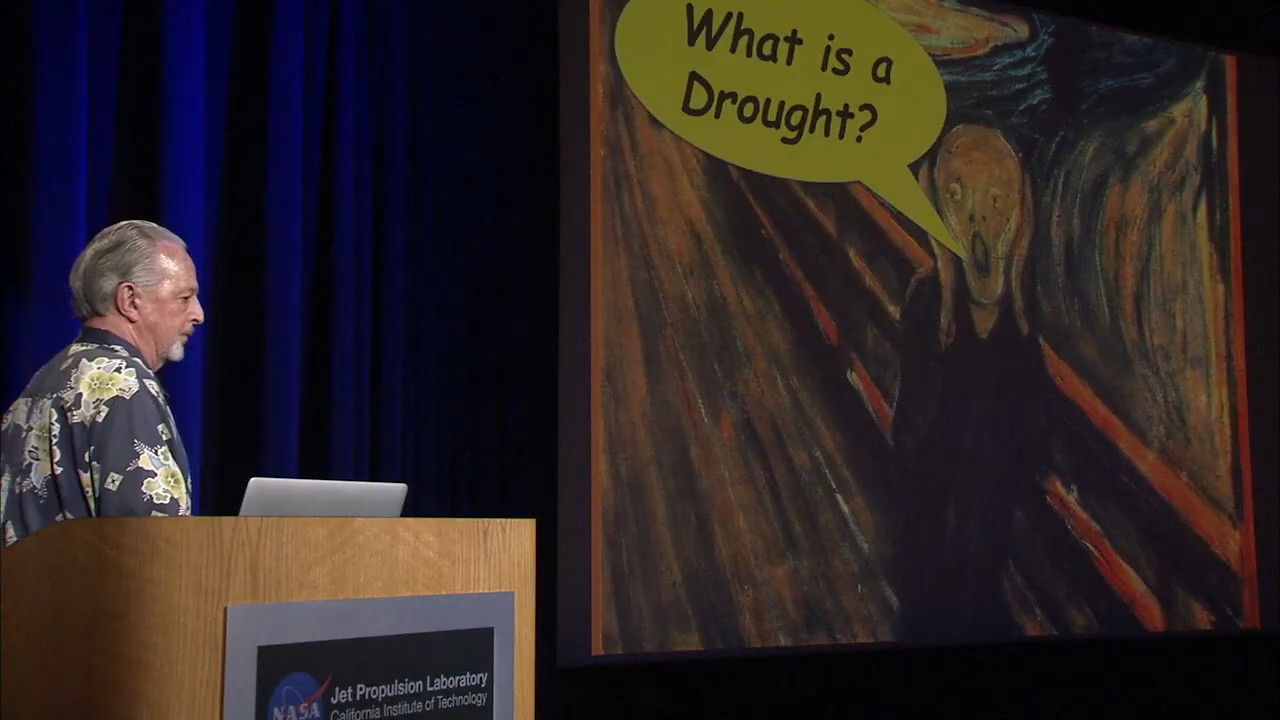 What is a
Drought?
NASA
Jet Propulsion Laboratory
California Institute of Technology